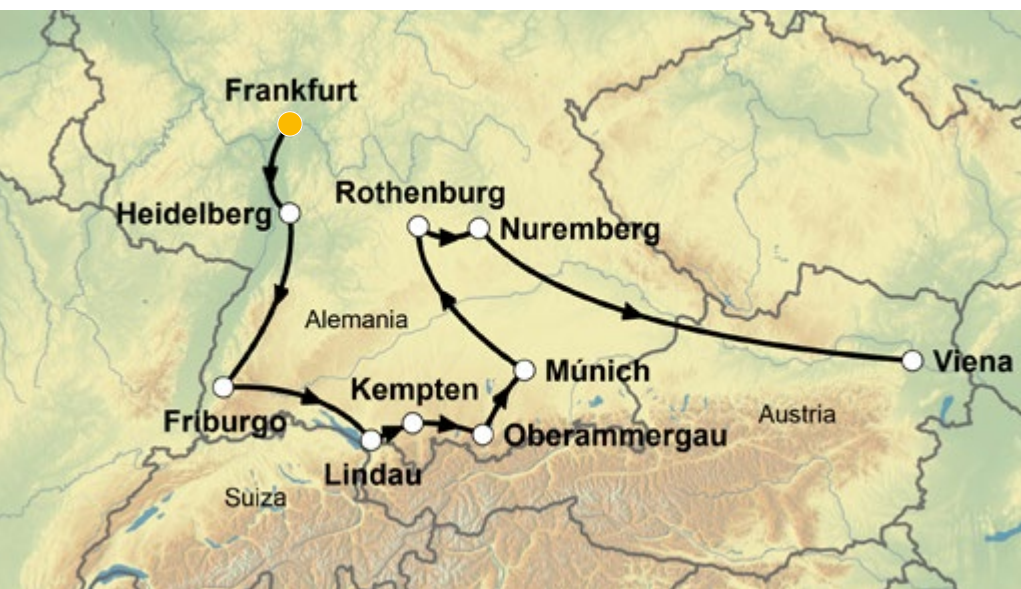 Frankfurt
Rothenburg
Heidelberg
Nuremberg
Alemania
Viena
Múnich
Kempten
Friburgo
Austria
Oberammergau
Lindau
Suiza